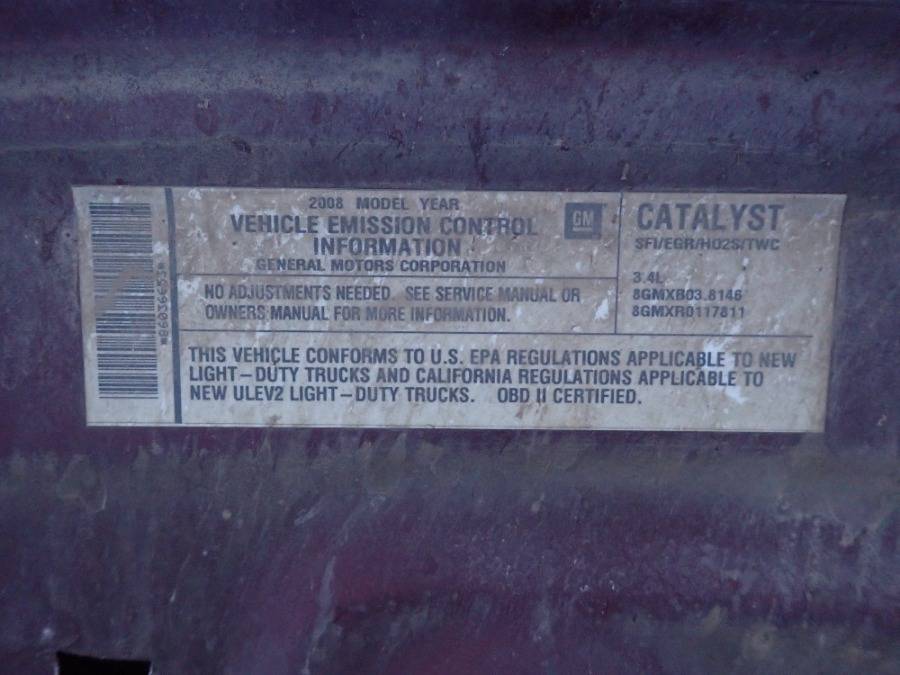 2008 MODEL YEAR
VEHICLE EMISSION CONTROL
INFORMATION
GENERAL MOTORS CORPORATION
GM
NO ADJUSTMENTS NEEDED. SEE SERVICE MANUAL OR
OWNERS MANUAL FOR MORE INFORMATION.
CATALYST
SFI/EGR/HO2S/TWC
3.4L
8GMXB03.8146
8GMXR0117811
THIS VEHICLE CONFORMS TO U.S. EPA REGULATIONS APPLICABLE TO NEW
LIGHT-DUTY TRUCKS AND CALIFORNIA REGULATIONS APPLICABLE TO
NEW ULEV2 LIGHT-DUTY TRUCKS. OBD II CERTIFIED.